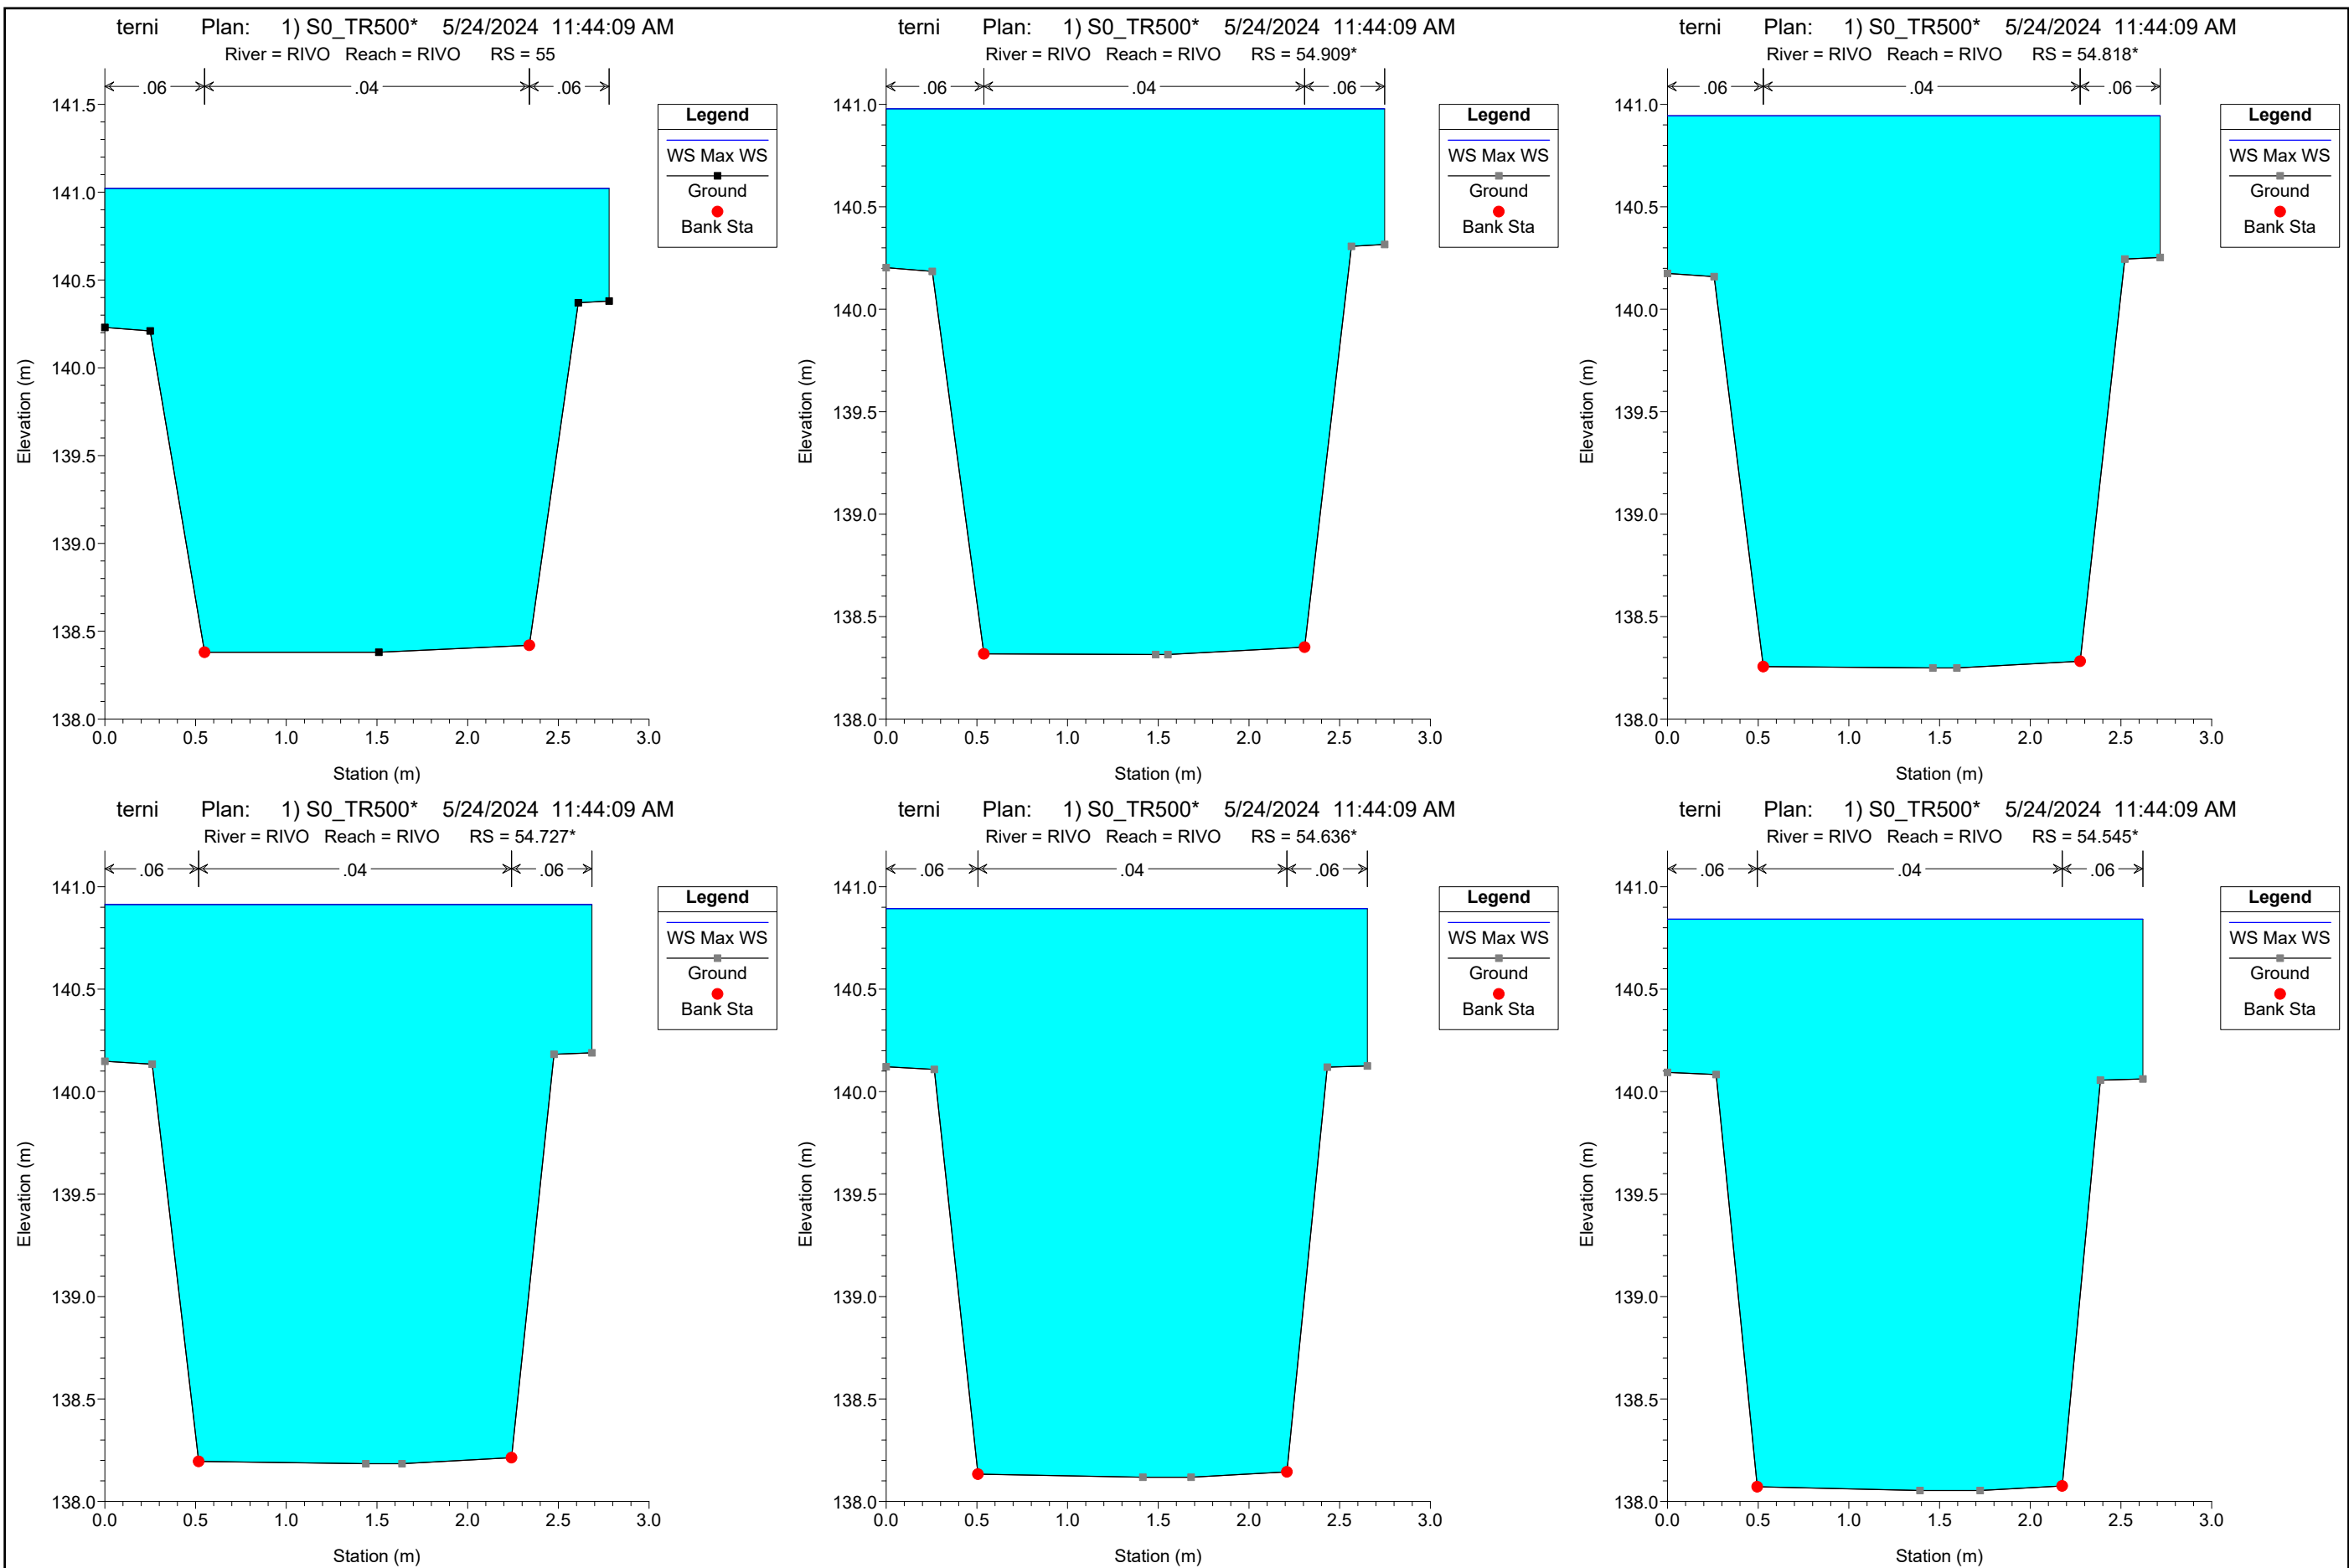 terni Plan: 1) S0_TR500* 5/24/2024 11:44:09 AM
River = RIVO Reach = RIVO RS = 55
.06 .04 .06
141.5
141.0
140.5
140.0
139.5
139.0
138.5
138.0
Elevation (m)
0.0 0.5 1.0 1.5 2.0 2.5 3.0
Station (m)
Legend
WS Max WS
Ground
Bank Sta
terni Plan: 1) S0_TR500* 5/24/2024 11:44:09 AM
River = RIVO Reach = RIVO RS = 54.909*
.06 .04 .06
141.0
140.5
140.0
139.5
139.0
138.5
138.0
Elevation (m)
0.0 0.5 1.0 1.5 2.0 2.5 3.0
Station (m)
Legend
WS Max WS
Ground
Bank Sta
terni Plan: 1) S0_TR500* 5/24/2024 11:44:09 AM
River = RIVO Reach = RIVO RS = 54.818*
.06 .04 .06
141.0
140.5
140.0
139.5
139.0
138.5
138.0
Elevation (m)
0.0 0.5 1.0 1.5 2.0 2.5 3.0
Station (m)
Legend
WS Max WS
Ground
Bank Sta
terni Plan: 1) S0_TR500* 5/24/2024 11:44:09 AM
River = RIVO Reach = RIVO RS = 54.727*
.06 .04 .06
141.0
140.5
140.0
139.5
139.0
138.5
138.0
Elevation (m)
0.0 0.5 1.0 1.5 2.0 2.5 3.0
Station (m)
Legend
WS Max WS
Ground
Bank Sta
terni Plan: 1) S0_TR500* 5/24/2024 11:44:09 AM
River = RIVO Reach = RIVO RS = 54.636*
.06 .04 .06
141.0
140.5
140.0
139.5
139.0
138.5
138.0
Elevation (m)
0.0 0.5 1.0 1.5 2.0 2.5 3.0
Station (m)
Legend
WS Max WS
Ground
Bank Sta
terni Plan: 1) S0_TR500* 5/24/2024 11:44:09 AM
River = RIVO Reach = RIVO RS = 54.545*
.06 .04 .06
141.0
140.5
140.0
139.5
139.0
138.5
138.0
Elevation (m)
0.0 0.5 1.0 1.5 2.0 2.5 3.0
Station (m)
Legend
WS Max WS
Ground
Bank Sta